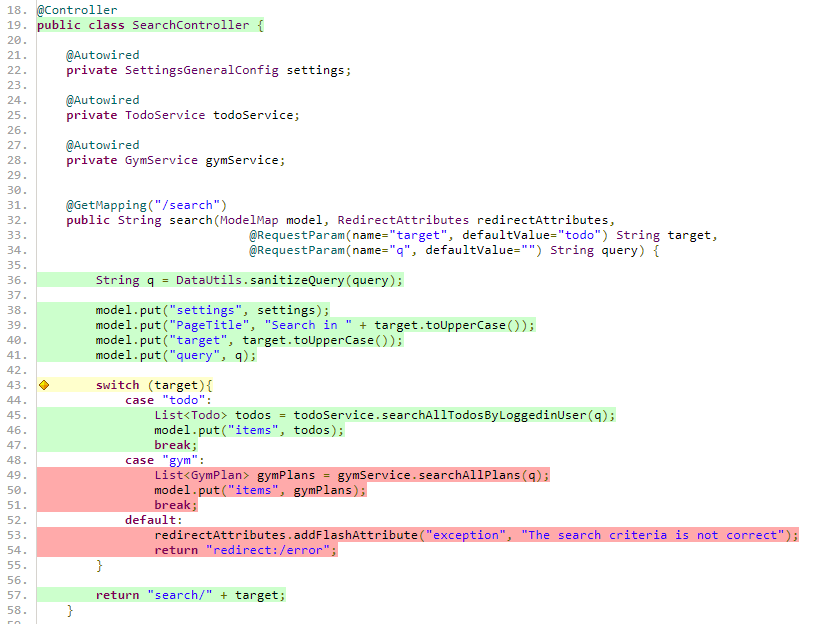 18. @Controller
19. public class SearchController {
20.
21.     @Autowired
22.     private SettingsGeneralConfig settings;
23.
24.     @Autowired
25.     private TodoService todoService;
26.
27.     @Autowired
28.     private GymService gymService;
29.
30.
31.     @GetMapping("/search")
32.     public String search(ModelMap model, RedirectAttributes redirectAttributes,
33.                              @RequestParam(name="target", defaultValue="todo") String target,
34.                              @RequestParam(name="q", defaultValue="") String query) {
35.
36.         String q = DataUtils.sanitizeQuery(query);
37.
38.         model.put("settings", settings);
39.         model.put("PageTitle", "Search in " + target.toUpperCase());
40.         model.put("target", target.toUpperCase());
41.         model.put("query", q);
42.
43.         switch (target){
44.             case "todo":
45.                 List<Todo> todos = todoService.searchAllTodosByLoggedinUser(q);
46.                 model.put("items", todos);
47.                 break;
48.             case "gym":
49.                 List<GymPlan> gymPlans = gymService.searchAllPlans(q);
50.                 model.put("items", gymPlans);
51.                 break;
52.             default:
53.                 redirectAttributes.addFlashAttribute("exception", "The search criteria is not correct");
54.                 return "redirect:/error";
55.         }
56.
57.         return "search/" + target;
58.     }